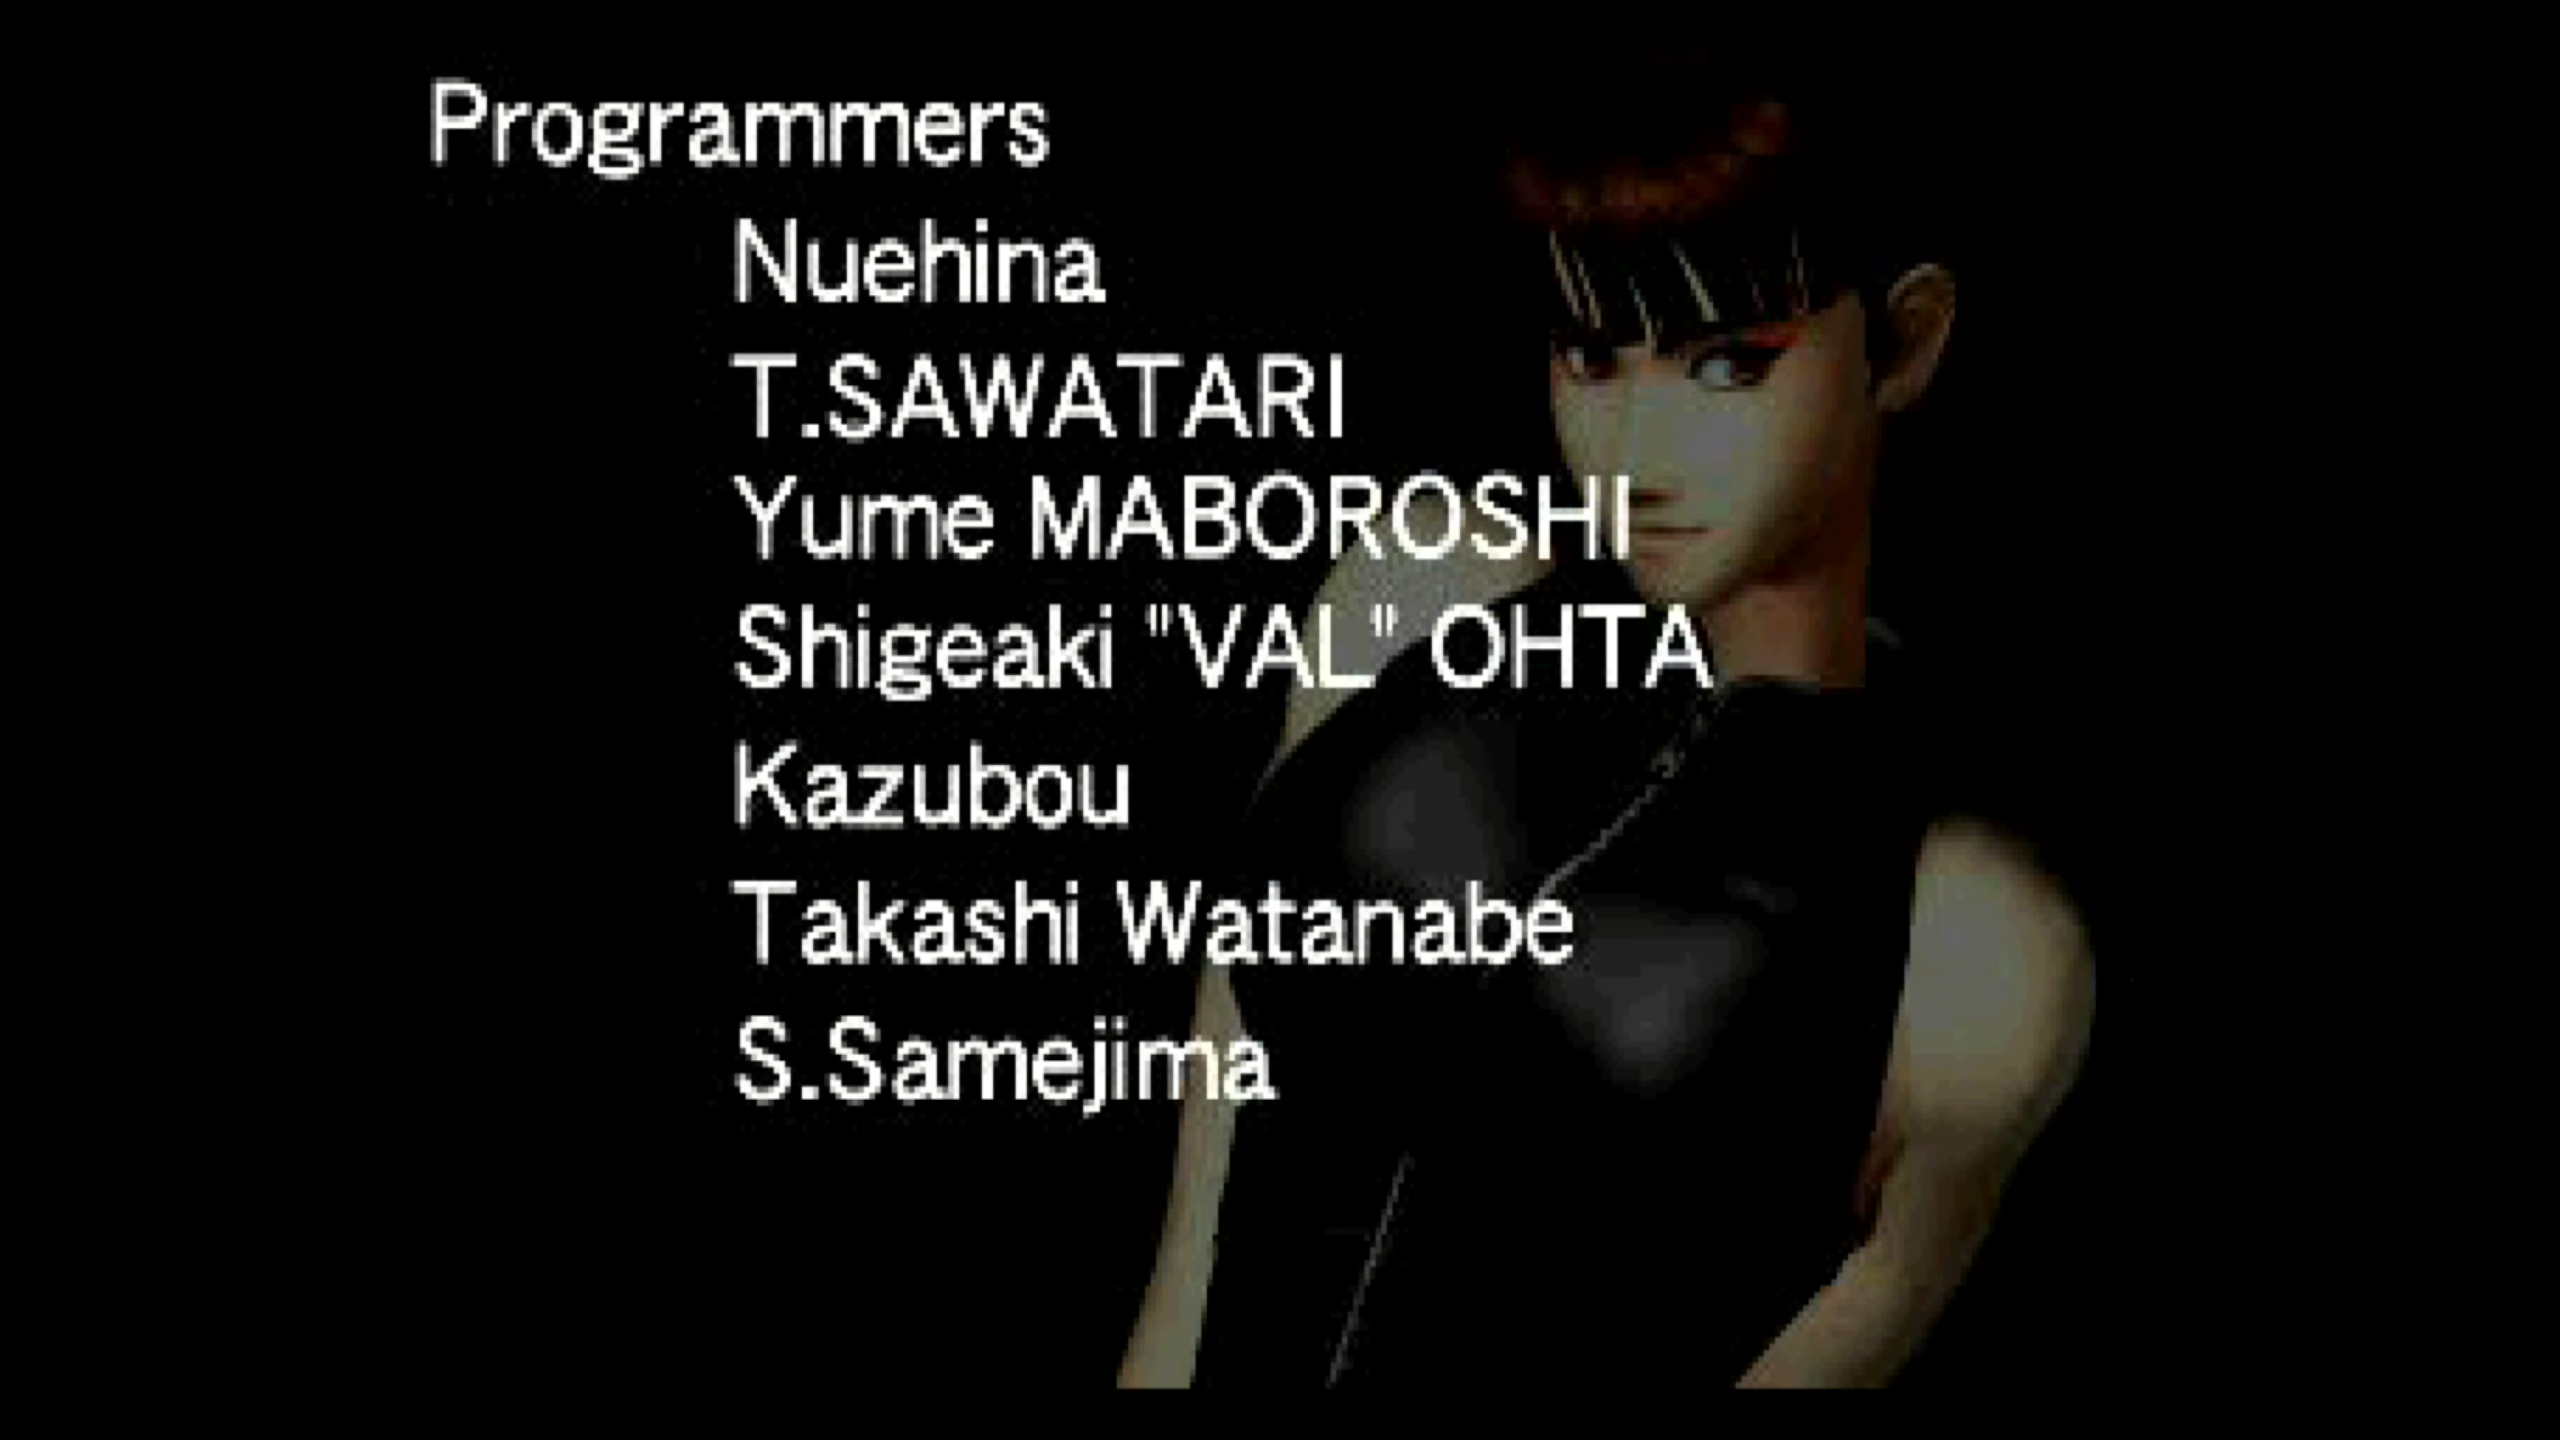 Programmers
Nuehina
T.SAWATARI
Yume MABOROSHI
Shigeaki "VAL" OHTA
Kazubou
Takashi Watanabe
S.Samejima